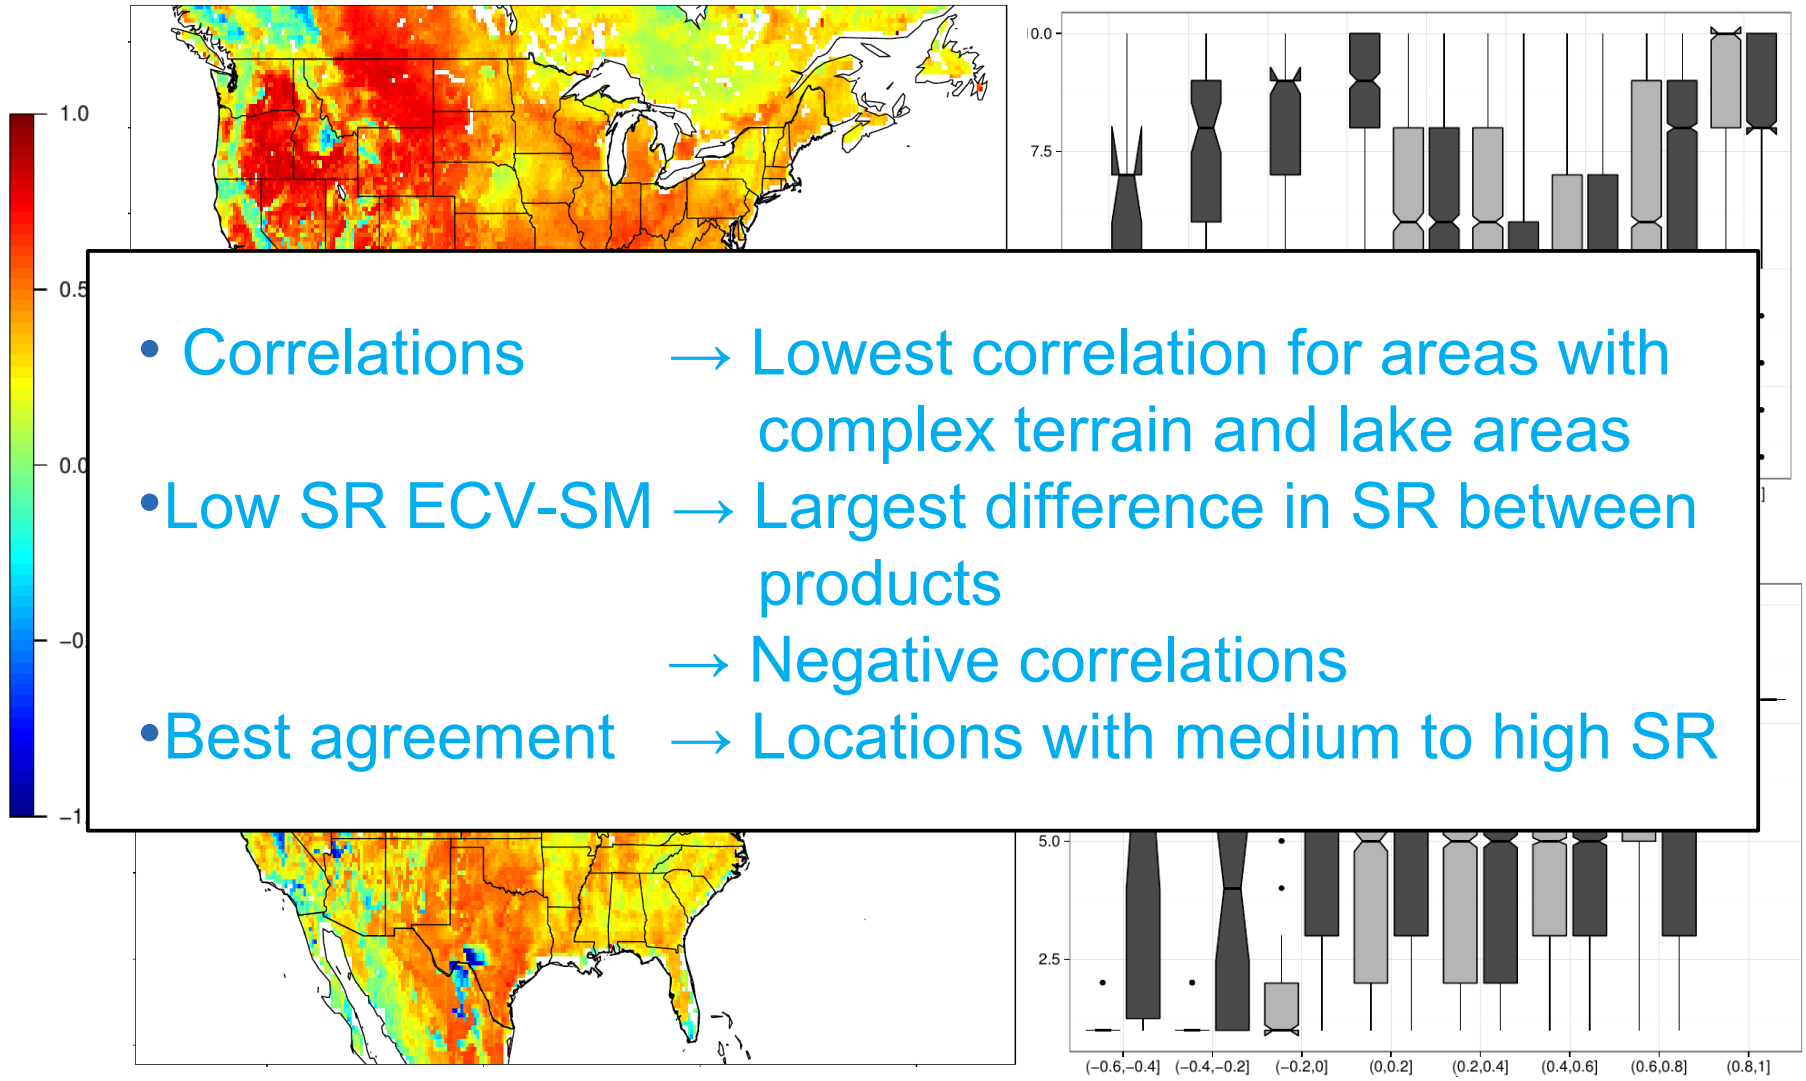 10.0
7.5
1.0
0.5
0.0
• Correlations → Lowest correlation for areas with
complex terrain and lake areas
•Low SR ECV-SM → Largest difference in SR between
products
→ Negative correlations
•Best agreement → Locations with medium to high SR
5.0
2.5
(−0.6,−0.4] (−0.4,−0.2] (−0.2,0] (0,0.2] (0.2,0.4] (0.4,0.6] (0.6,0.8] (0.8,1]